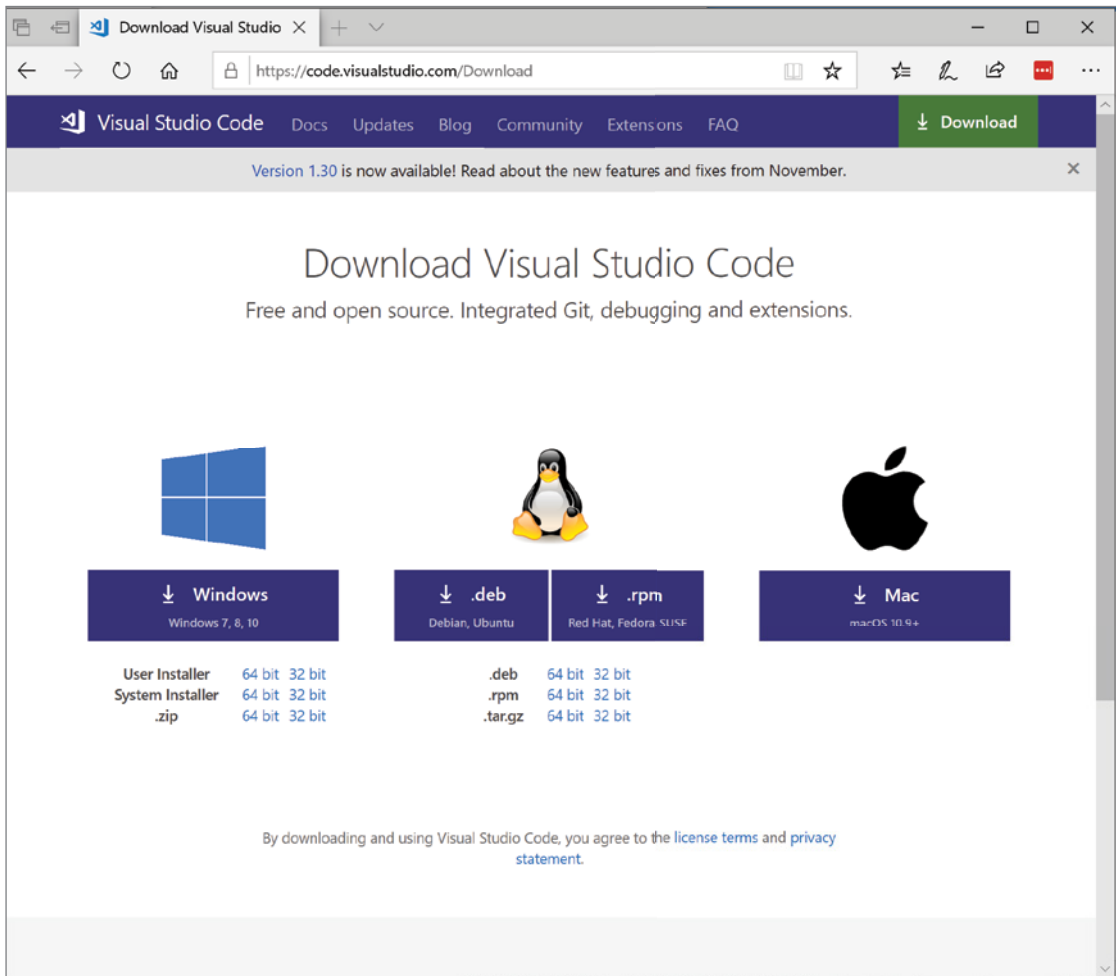 Download Visual Studio
https://code.visualstudio.com/Download
Visual Studio Code Docs Updates Blog Community Extens ons FAQ Download
Version 1.30 is now available! Read about the new features and fixes from November.
Download Visual Studio Code
Free and open source. Integrated Git, debugging and extensions.
Windows
Windows 7, 8, 10
.deb
Debian, Ubuntu
.rpm
Red Hat, Fedora SUSE
Mac
macOS 10.9+
User Installer 64 bit 32 bit
System Installer 64 bit 32 bit
.zip 64 bit 32 bit
.deb 64 bit 32 bit
.rpm 64 bit 32 bit
.tar.gz 64 bit 32 bit
By downloading and using Visual Studio Code, you agree to the license terms and privacy
statement.